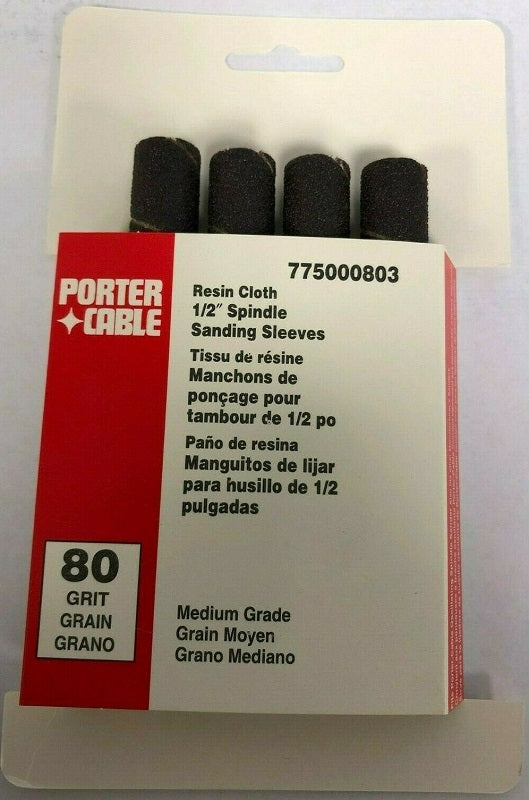 775000803
PORTER
CABLE
Resin Cloth
1/2" Spindle
Sanding Sleeves
Tissu de résine
Manchons de
ponçage pour
tambour de 1/2 po
Paño de resina
Manguitos de lijar
para husillo de 1/2
pulgadas
80
GRIT
GRAIN
GRANO
Medium Grade
Grain Moyen
Grano Mediano